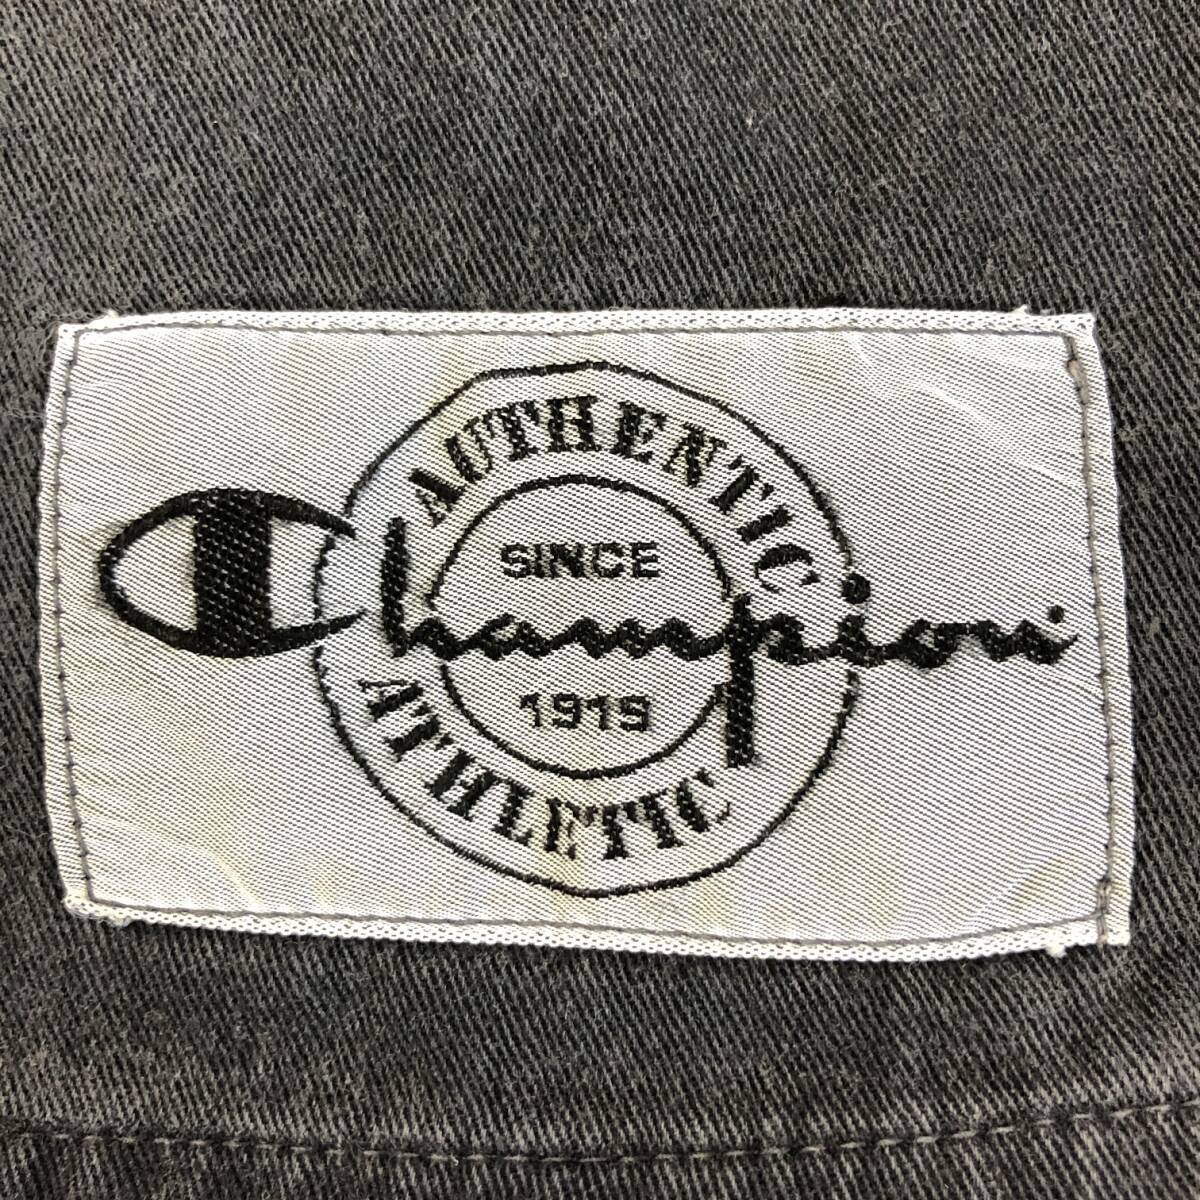 AUTHENTIC
SINCE
Champion
1919
ATHLETIC